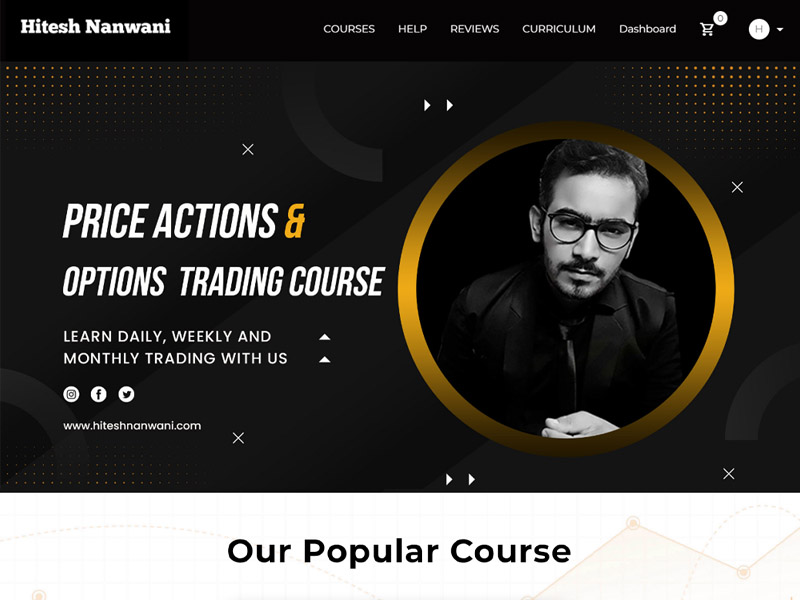 Hitesh Nanwani
COURSES HELP REVIEWS CURRICULUM Dashboard 0 H
PRICE ACTIONS &
OPTIONS TRADING COURSE
LEARN DAILY, WEEKLY AND
MONTHLY TRADING WITH US
www.hiteshnanwani.com
Our Popular Course